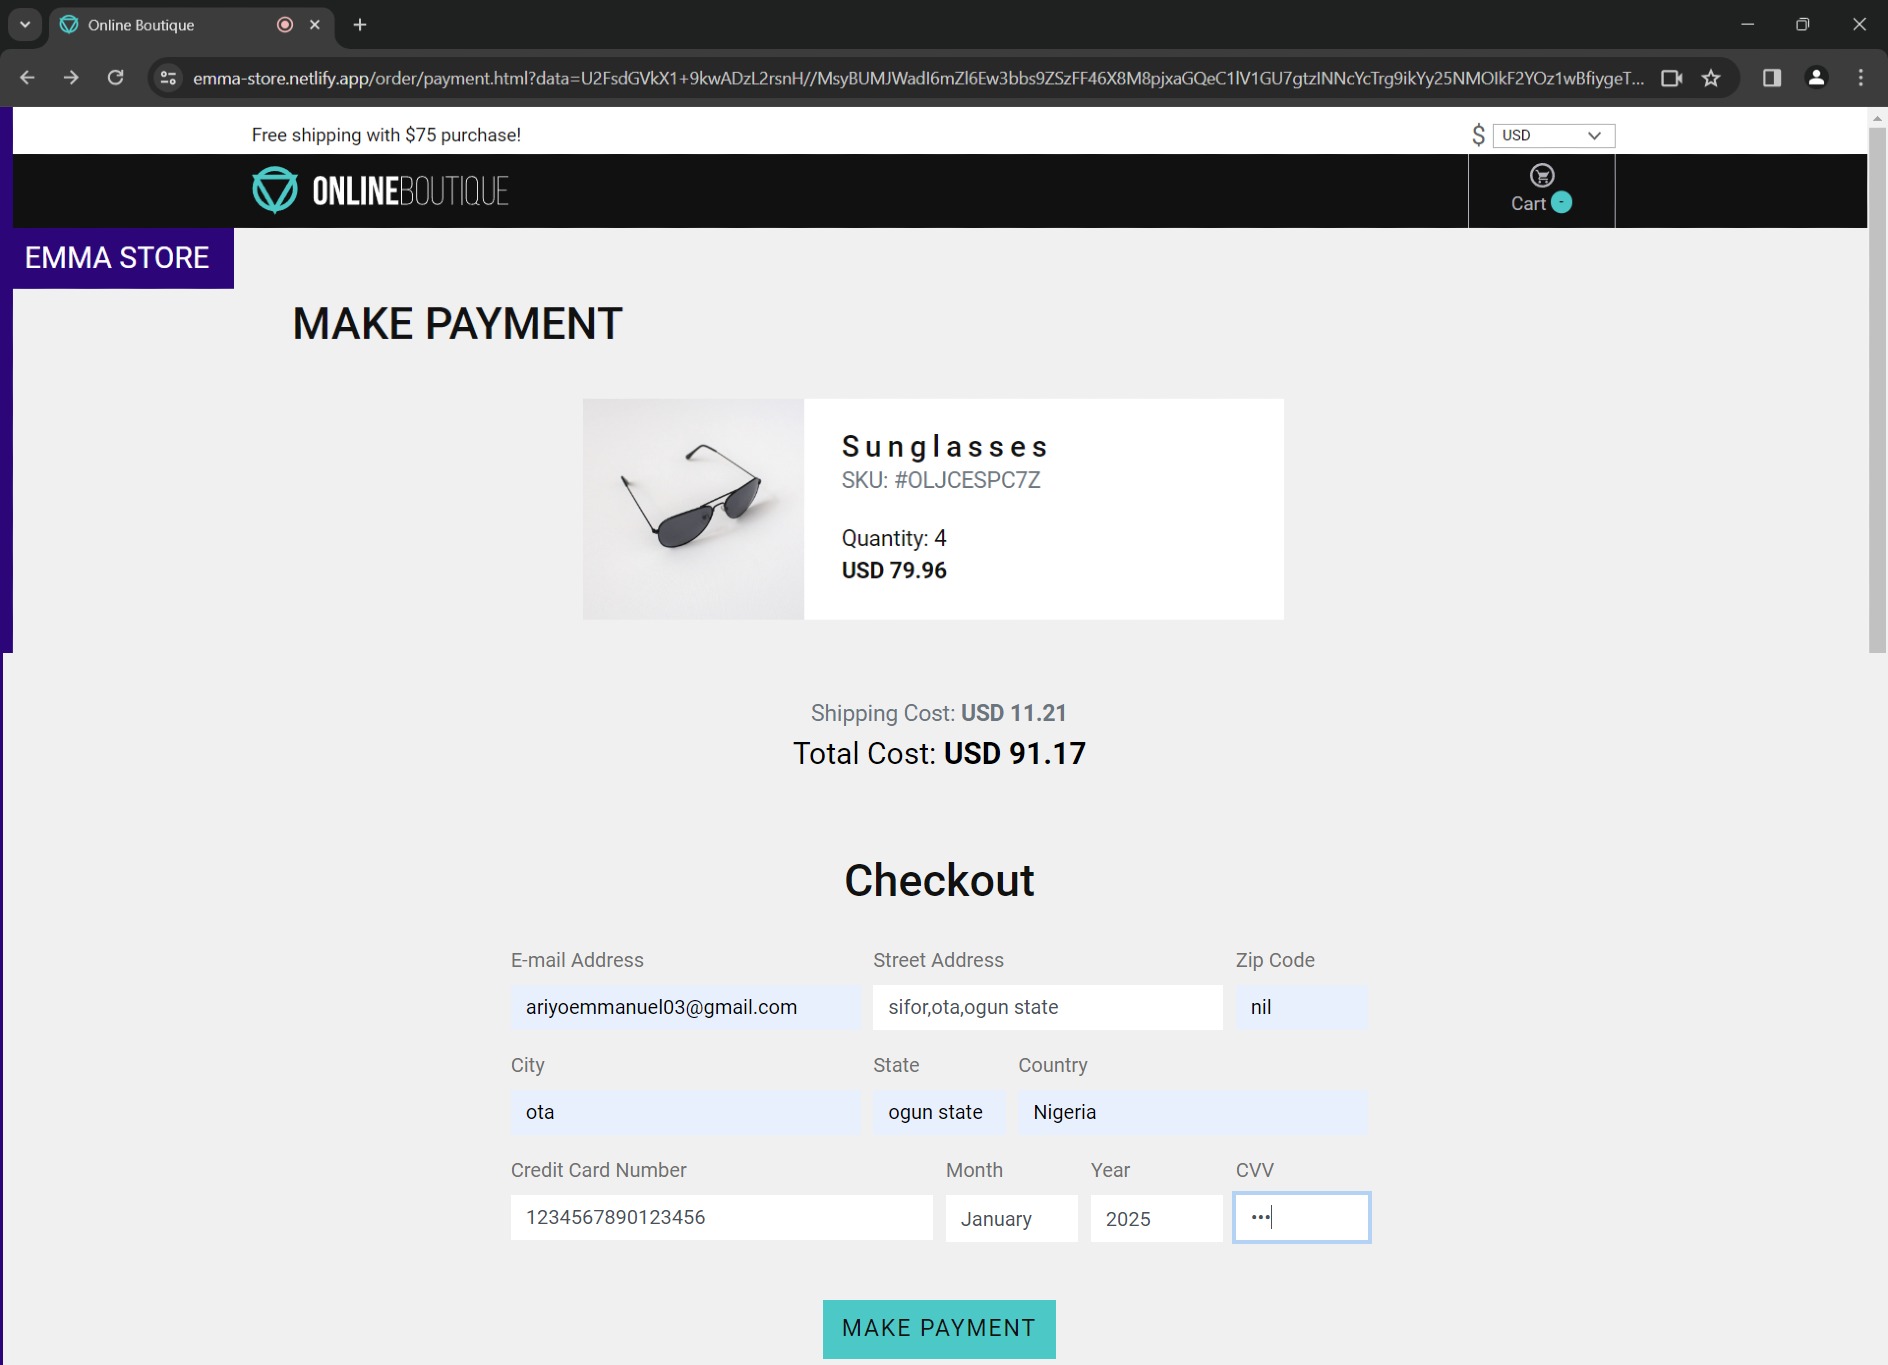 Online Boutique
emma-store.netlify.app/order/payment.html?data=U2FsdGVkX1+9kwADzL2rsnH//MsyBUMJWadI6mZl6Ew3bbs9ZSzFF46X8M8pjxaGQeC1lV1GU7gtzINNcYcTrg9ikYy25NMOIkF2YOz1wBfiygeT...
Free shipping with $75 purchase!
$ USD
ONLINEBOUTIQUE
Cart -
EMMA STORE
MAKE PAYMENT
Sunglasses
SKU: #OLJCESPC7Z
Quantity: 4
USD 79.96
Shipping Cost: USD 11.21
Total Cost: USD 91.17
Checkout
E-mail Address Street Address Zip Code
ariyoemmanuel03@gmail.com sifor,ota,ogun state nil
City State Country
ota ogun state Nigeria
Credit Card Number Month Year CVV
1234567890123456 January 2025 •••
MAKE PAYMENT